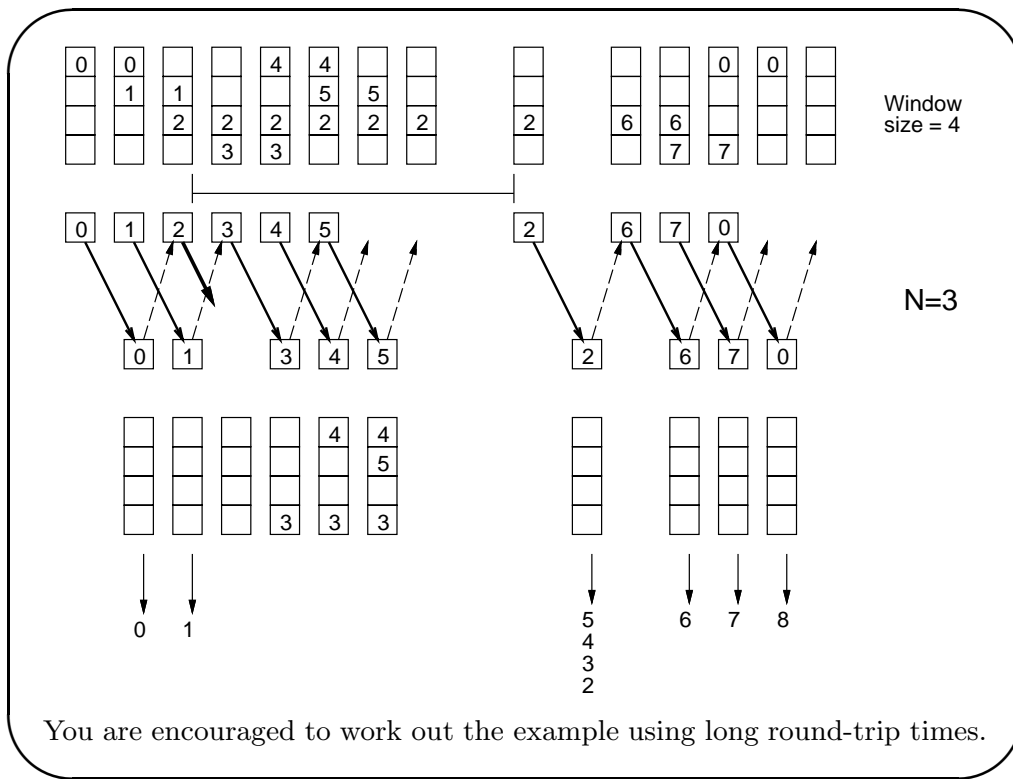 0 0 4 4 0 0
1 1 5 5
2 2 2 2 2 2 2 6 6
3 3 7 7
Window
size = 4
0 1 2 3 4 5 2 6 7 0
N=3
0 1 3 4 5 2 6 7 0
4 4
5
3 3 3
0 1 5 6 7 8
4
3
2
You are encouraged to work out the example using long round-trip times.